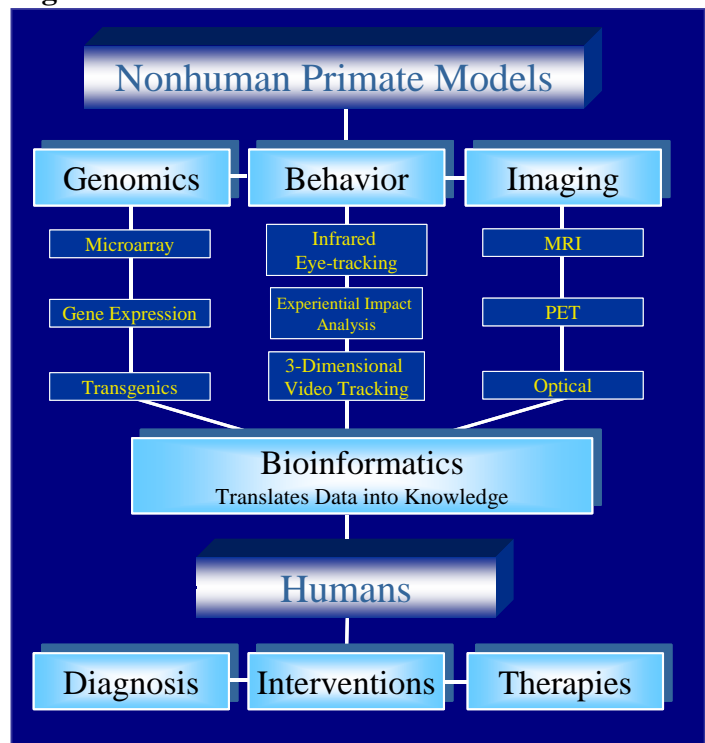 Nonhuman Primate Models
Genomics
Behavior
Imaging
Microarray
Infrared
Eye-tracking
MRI
Gene Expression
Experiential Impact
Analysis
PET
Transgenics
3-Dimensional
Video Tracking
Optical
Bioinformatics
Translates Data into Knowledge
Humans
Diagnosis
Interventions
Therapies